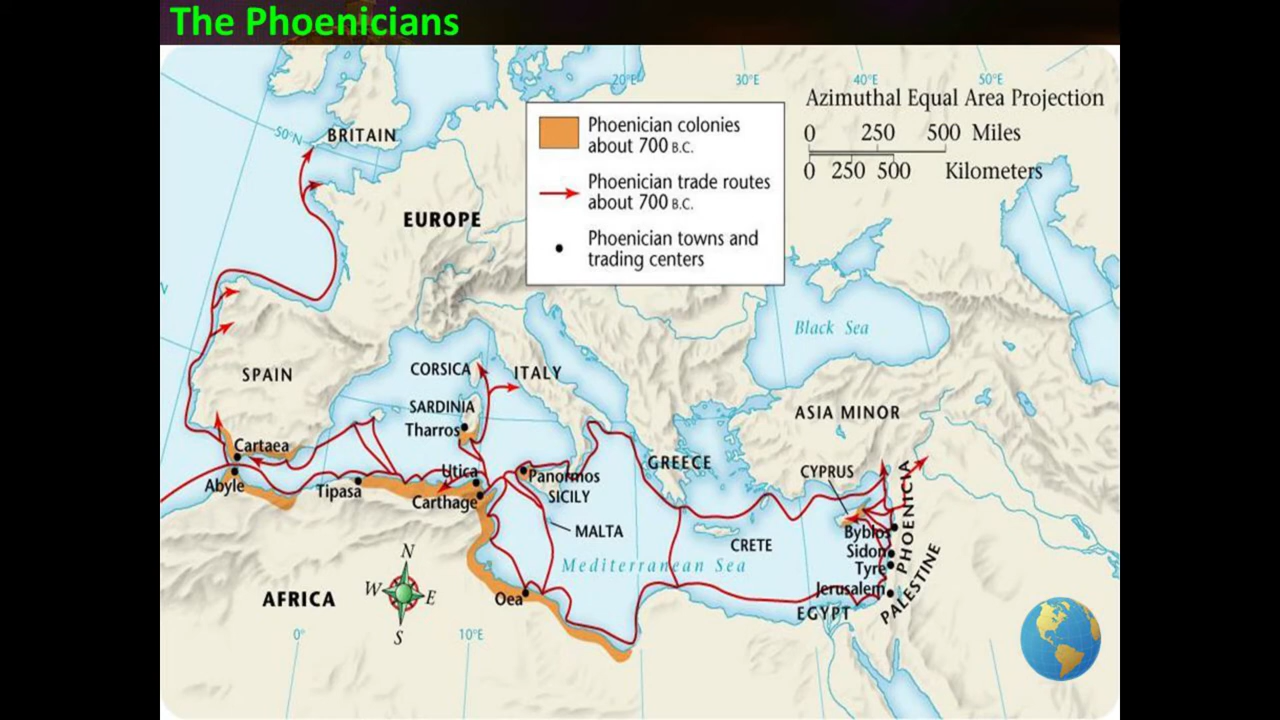 The Phoenicians
20°E
30°E
40°E
50°E
Azimuthal Equal Area Projection
0 250 500 Miles
0 250 500 Kilometers
Phoenician colonies
about 700 B.C.
Phoenician trade routes
about 700 B.C.
Phoenician towns and
trading centers
50°N
BRITAIN
EUROPE
Black Sea
SPAIN
CORSICA
ITALY
SARDINIA
Tharros
ASIA MINOR
Cartaea
GREECE
CYPRUS
Abyle
Tipasa
Utica
Carthage
Panormos
SICILY
MALTA
CRETE
Mediterranean Sea
Byblos
Sidon
Tyre
Jerusalem
PHOENICIA
PALESTINE
EGYPT
AFRICA
N
W E
S
Oea
0°
10°E